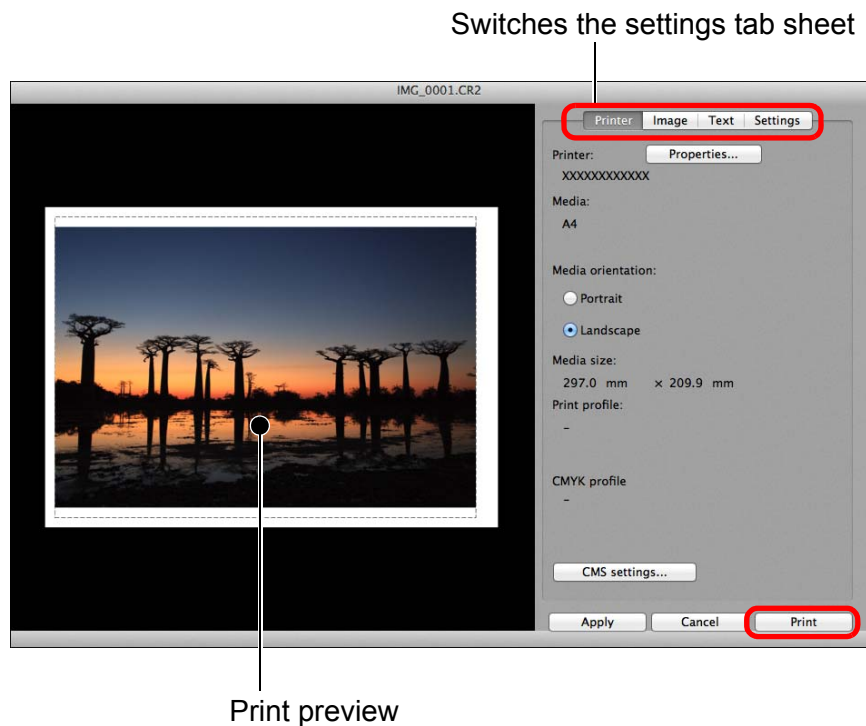 Switches the settings tab sheet
IMG_0001.CR2
Printer Image Text Settings
Printer: Properties...
XXXXXXXXXXXX
Media:
A4
Media orientation:
Portrait
Landscape
Media size:
297.0 mm × 209.9 mm
Print profile:
–
CMYK profile
–
CMS settings...
Apply Cancel Print
Print preview